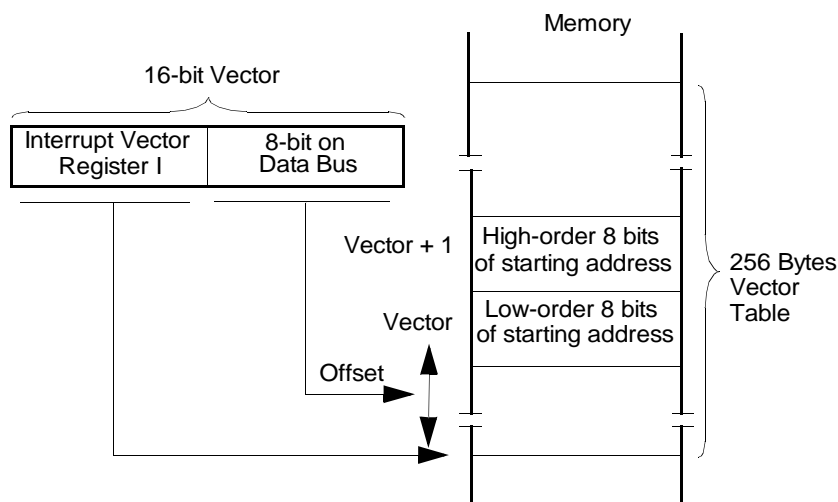 Memory
16-bit Vector
Interrupt Vector
Register I
8-bit on
Data Bus
Vector + 1
High-order 8 bits
of starting address
Vector
Low-order 8 bits
of starting address
256 Bytes
Vector
Table
Offset